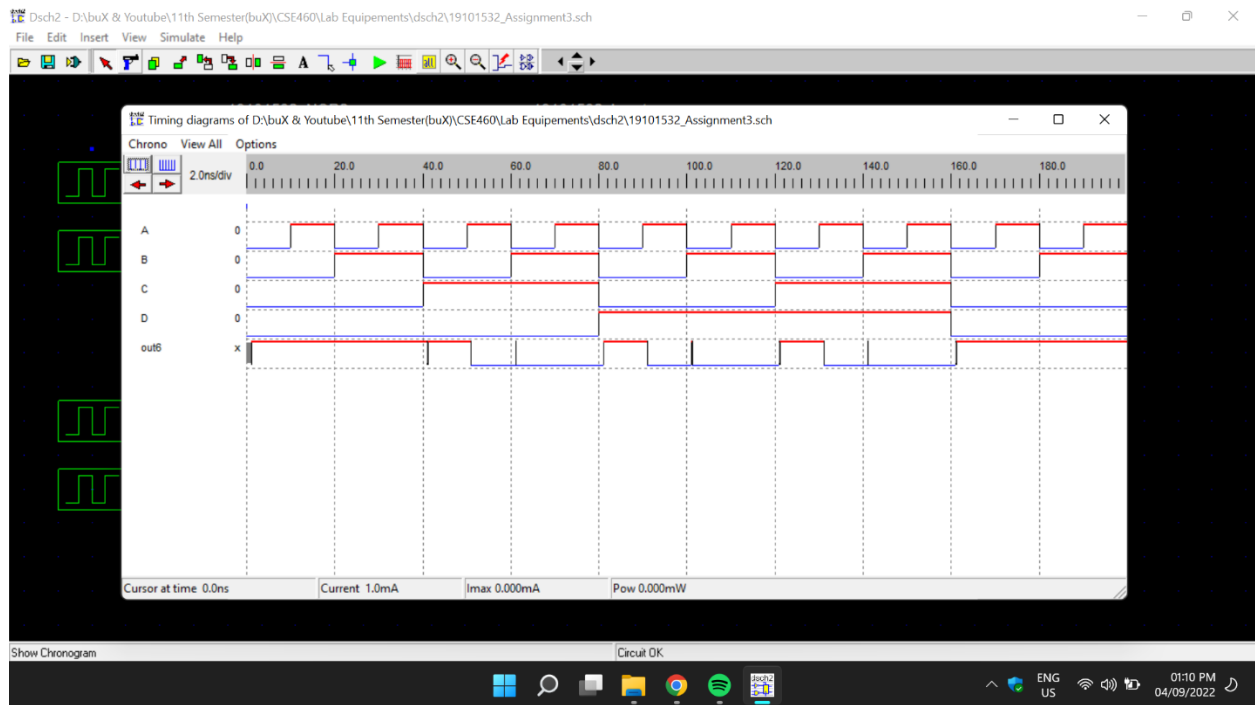 Dsch2 - D:\buX & Youtube\11th Semester(buX)\CSE460\Lab Equipements\dsch2\19101532_Assignment3.sch
File Edit Insert View Simulate Help
Timing diagrams of D:\buX & Youtube\11th Semester(buX)\CSE460\Lab Equipements\dsch2\19101532_Assignment3.sch
Chrono View All Options
2.0ns/div 0.0 20.0 40.0 60.0 80.0 100.0 120.0 140.0 160.0 180.0
A 0
B 0
C 0
D 0
out6 x
Cursor at time 0.0ns Current 1.0mA Imax 0.000mA Pow 0.000mW
Show Chronogram Circuit OK
ENG 01:10 PM
US 04/09/2022